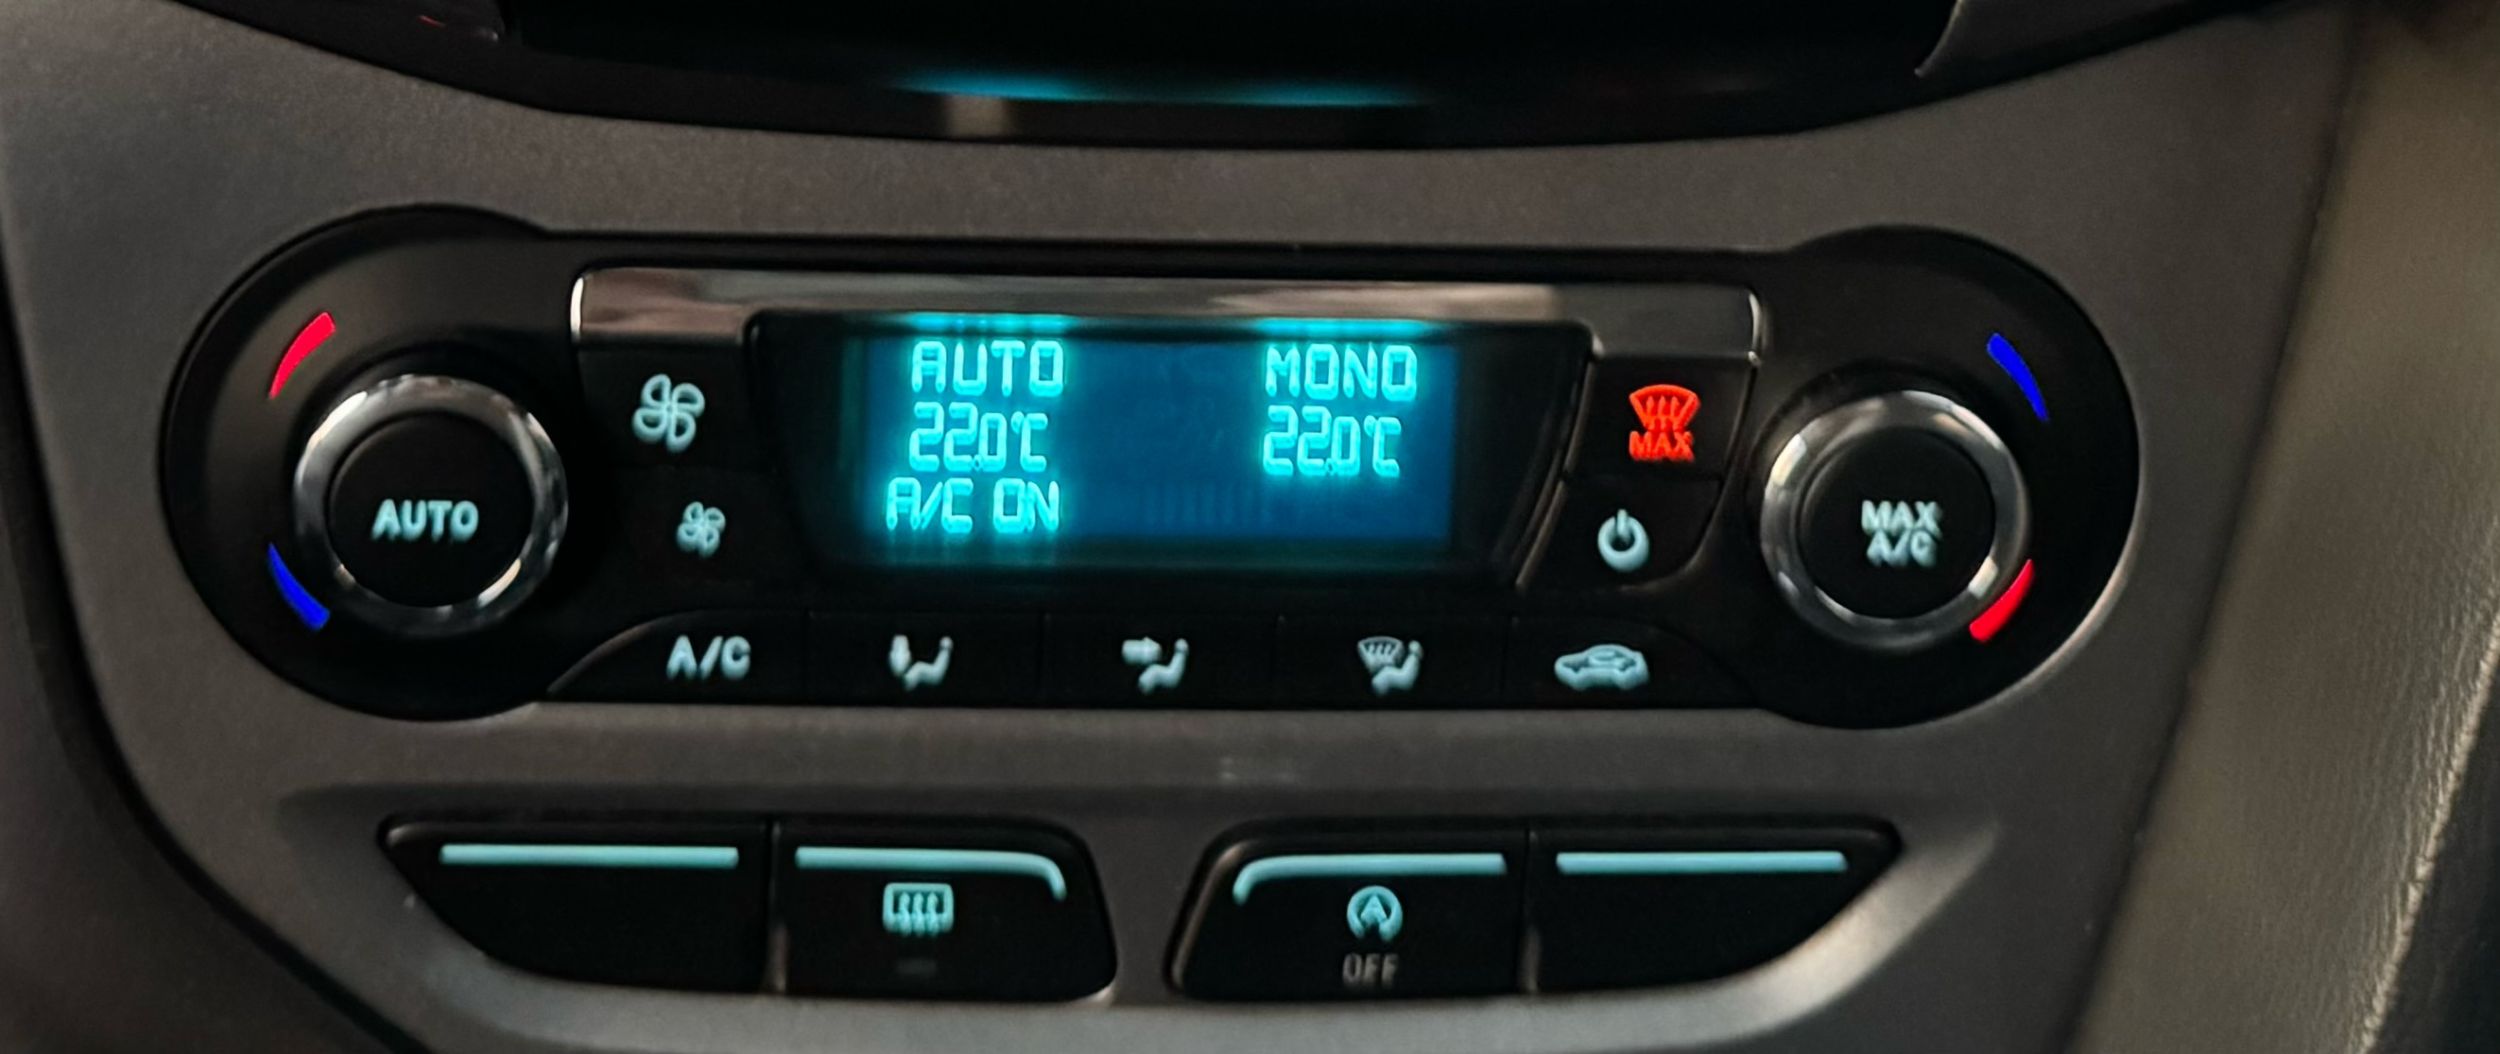 AUTO MONO
22.0°C 22.0°C
A/C ON
MAX
AUTO
MAX
A/C
A/C
A
OFF